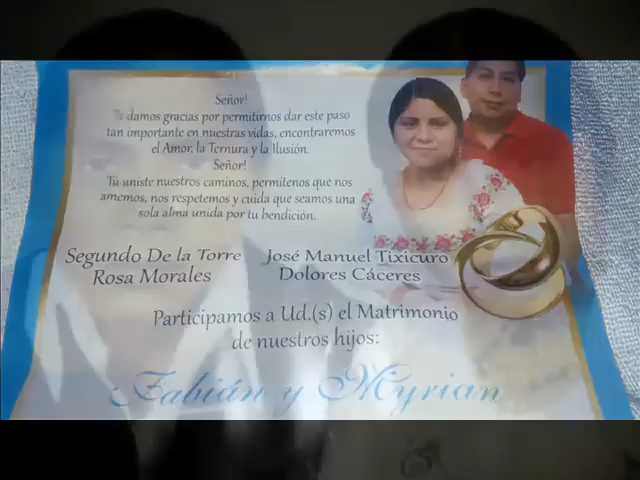 Señor!
Te damos gracias por permitirnos dar este paso
tan importante en nuestras vidas, encontraremos
el Amor, la Ternura y la Ilusión.
Señor!
Tú uniste nuestros caminos, permítenos que nos
amemos, nos respetemos y cuida que seamos una
sola alma unida por tu bendición.
Segundo De la Torre
Rosa Morales
José Manuel Tixicuro
Dolores Cáceres
Participamos a Ud.(s) el Matrimonio
de nuestros hijos:
Fabián y Myrian